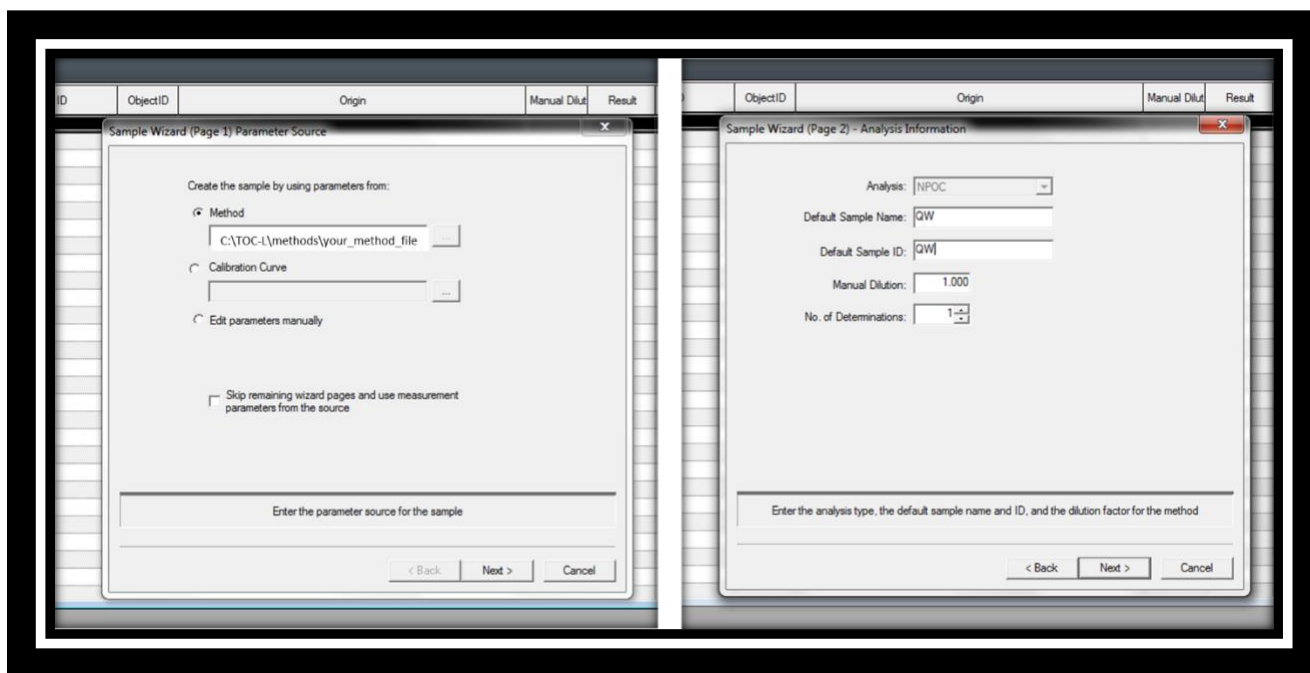 ID ObjectID Origin Manual Dilut Result
Sample Wizard (Page 1) Parameter Source
Create the sample by using parameters from:
Method
C:\TOC-L\methods\your_method_file
...
Calibration Curve
...
Edit parameters manually
Skip remaining wizard pages and use measurement
parameters from the source
Enter the parameter source for the sample
< Back Next > Cancel
ObjectID Origin Manual Dilut Result
Sample Wizard (Page 2) - Analysis Information
Analysis: NPOC
Default Sample Name: QW
Default Sample ID: QW
Manual Dilution: 1.000
No. of Determinations: 1
Enter the analysis type, the default sample name and ID, and the dilution factor for the method
< Back Next > Cancel